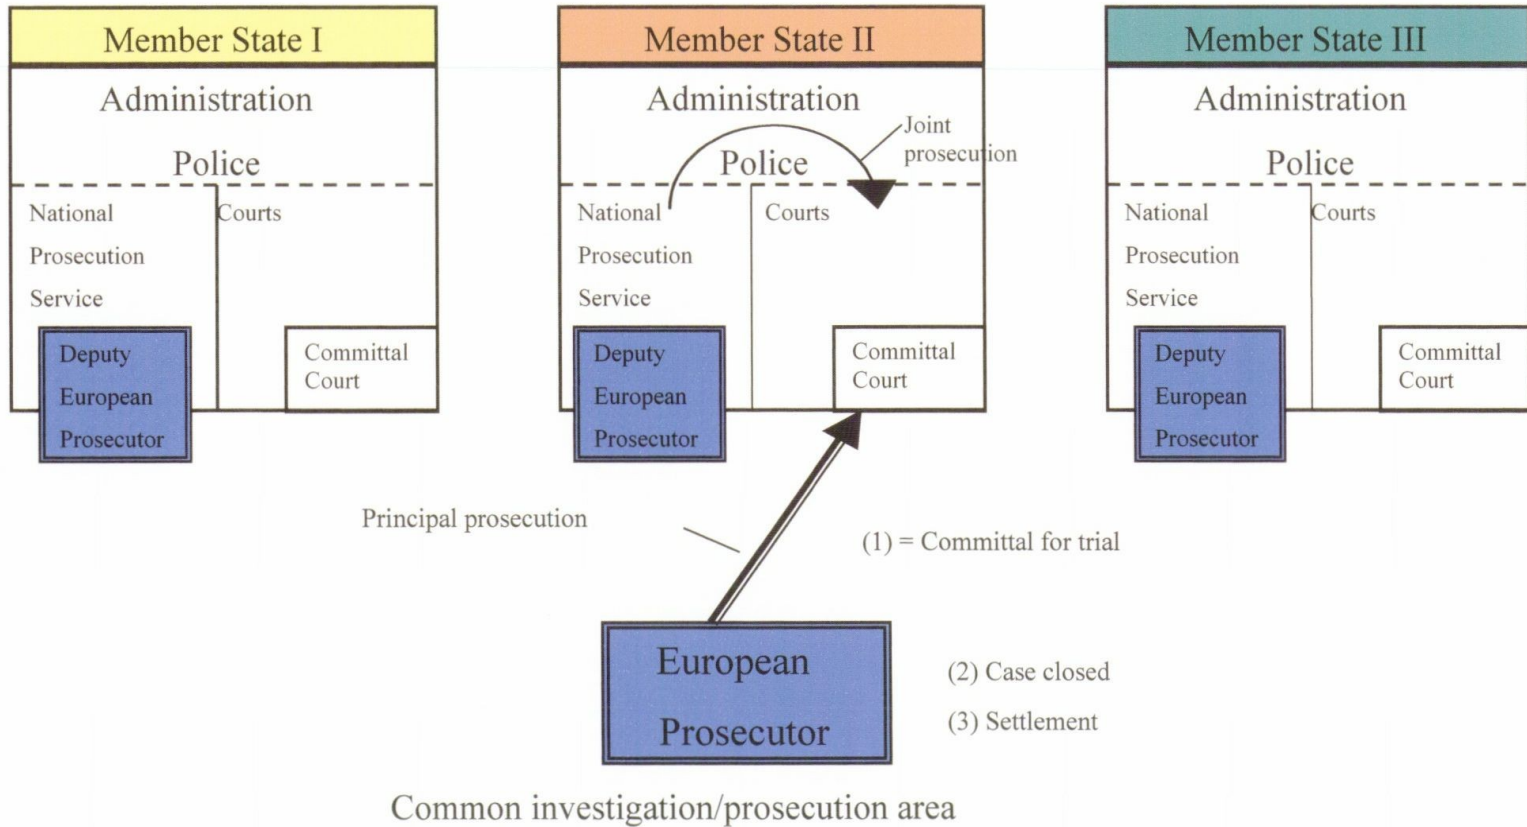 Member State I
Administration
Police
National
Prosecution
Service
Courts
Deputy
European
Prosecutor
Committal
Court
Member State II
Administration
Joint
prosecution
Police
National
Prosecution
Service
Courts
Deputy
European
Prosecutor
Committal
Court
Member State III
Administration
Police
National
Prosecution
Service
Courts
Deputy
European
Prosecutor
Committal
Court
Principal prosecution
(1) = Committal for trial
European
Prosecutor
(2) Case closed
(3) Settlement
Common investigation/prosecution area